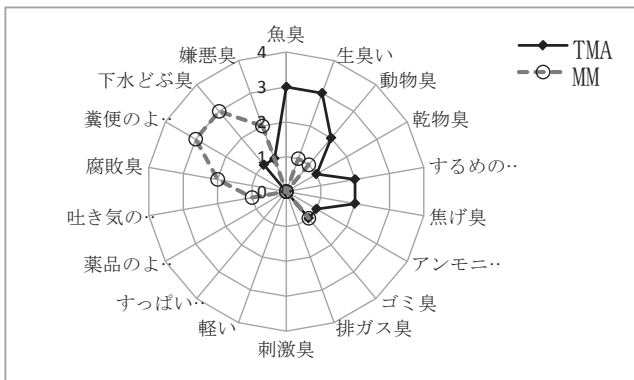 魚臭
生臭い
動物臭
乾物臭
するめの‥
焦げ臭
アンモニ‥
ゴミ臭
排ガス臭
刺激臭
軽い
すっぱい‥
薬品のよ‥
吐き気の‥
腐敗臭
糞便のよ‥
下水どぶ臭
嫌悪臭
4
3
2
1
0
TMA
MM